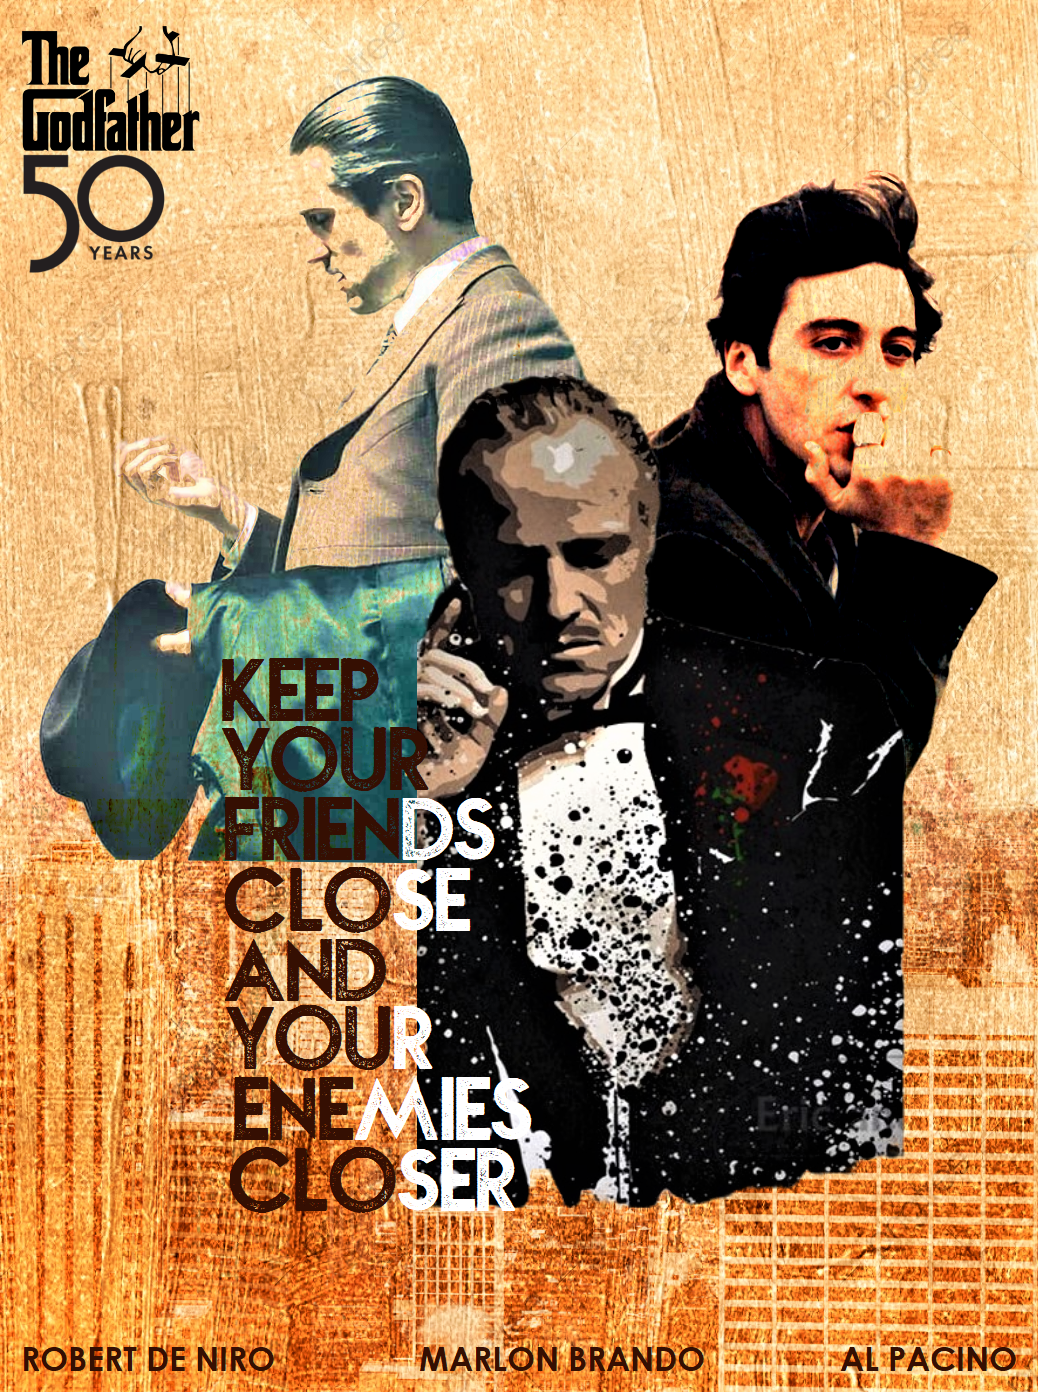 The
Godfather
50
YEARS
KEEP
YOUR
FRIENDS
CLOSE
AND
YOUR
ENEMIES
CLOSER
Eric
ROBERT DE NIRO MARLON BRANDO AL PACINO